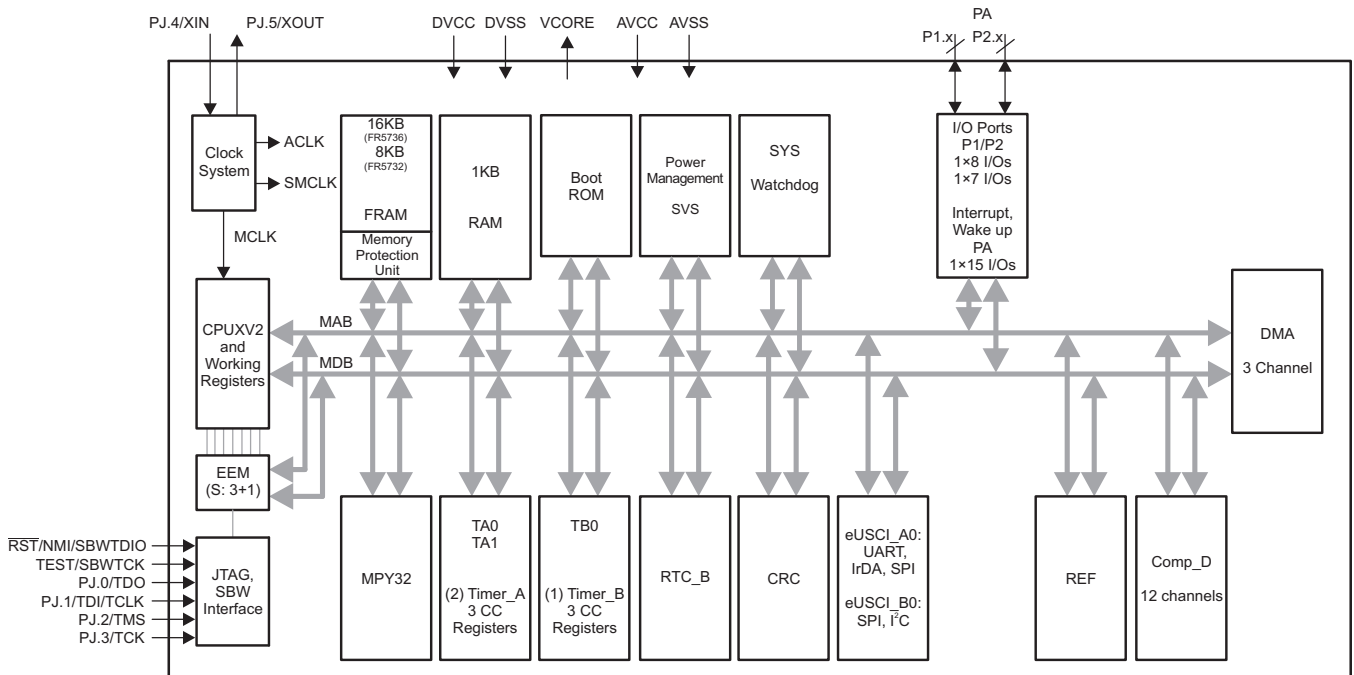 PJ.4/XIN
PJ.5/XOUT
DVCC
DVSS
VCORE
AVCC
AVSS
PA
P1.x
P2.x
Clock
System
ACLK
SMCLK
MCLK
16KB
(FR5736)
8KB
(FR5732)
FRAM
Memory
Protection
Unit
1KB
RAM
Boot
ROM
Power
Management
SVS
SYS
Watchdog
I/O Ports
P1/P2
1×8 I/Os
1×7 I/Os
Interrupt,
Wake up
PA
1×15 I/Os
CPUXV2
and
Working
Registers
MAB
MDB
DMA
3 Channel
EEM
(S: 3+1)
RST/NMI/SBWTDIO
TEST/SBWTCK
PJ.0/TDO
PJ.1/TDI/TCLK
PJ.2/TMS
PJ.3/TCK
JTAG,
SBW
Interface
MPY32
TA0
TA1
(2) Timer_A
3 CC
Registers
TB0
(1) Timer_B
3 CC
Registers
RTC_B
CRC
eUSCI_A0:
UART,
IrDA, SPI
eUSCI_B0:
SPI, I²C
REF
Comp_D
12 channels